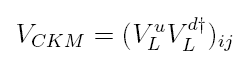 $V_{CKM} = (V_L^u V_L^{d\dagger})_{ij}$